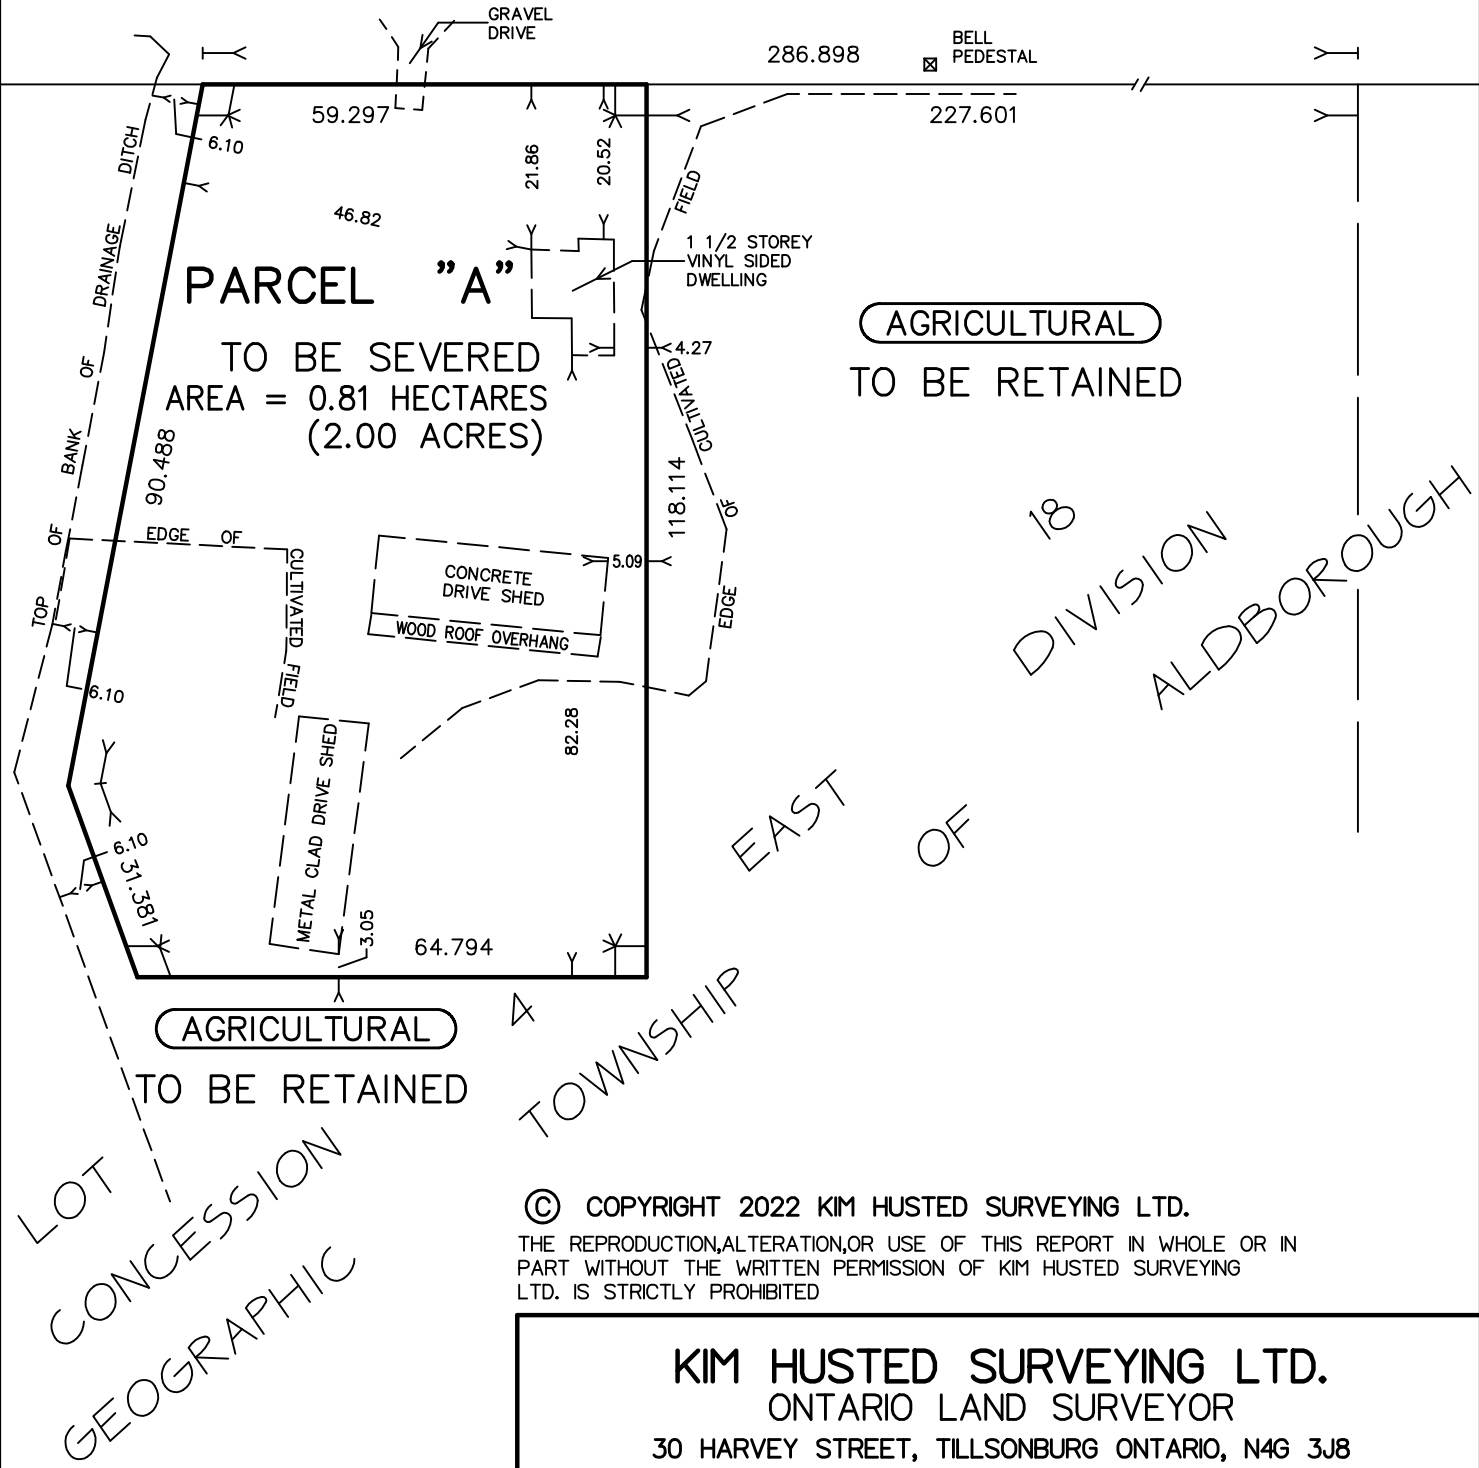 GRAVEL
DRIVE
286.898
BELL
PEDESTAL
59.297
227.601
6.10
21.86
20.52
46.82
FIELD
1 1/2 STOREY
VINYL SIDED
DWELLING
PARCEL "A"
TO BE SEVERED
AREA = 0.81 HECTARES
(2.00 ACRES)
AGRICULTURAL
TO BE RETAINED
4.27
EDGE OF CULTIVATED
TOP OF BANK OF DRAINAGE DITCH
90.488
118.114
EDGE OF
CULTIVATED FIELD
CONCRETE
DRIVE SHED
5.09
WOOD ROOF OVERHANG
6.10
82.28
METAL CLAD DRIVE SHED
6.10
31.381
3.05
64.794
AGRICULTURAL
TO BE RETAINED
LOT 4 EAST 18
CONCESSION DIVISION
TOWNSHIP OF ALDBOROUGH
GEOGRAPHIC
© COPYRIGHT 2022 KIM HUSTED SURVEYING LTD.
THE REPRODUCTION,ALTERATION,OR USE OF THIS REPORT IN WHOLE OR IN
PART WITHOUT THE WRITTEN PERMISSION OF KIM HUSTED SURVEYING
LTD. IS STRICTLY PROHIBITED
KIM HUSTED SURVEYING LTD.
ONTARIO LAND SURVEYOR
30 HARVEY STREET, TILLSONBURG ONTARIO, N4G 3J8